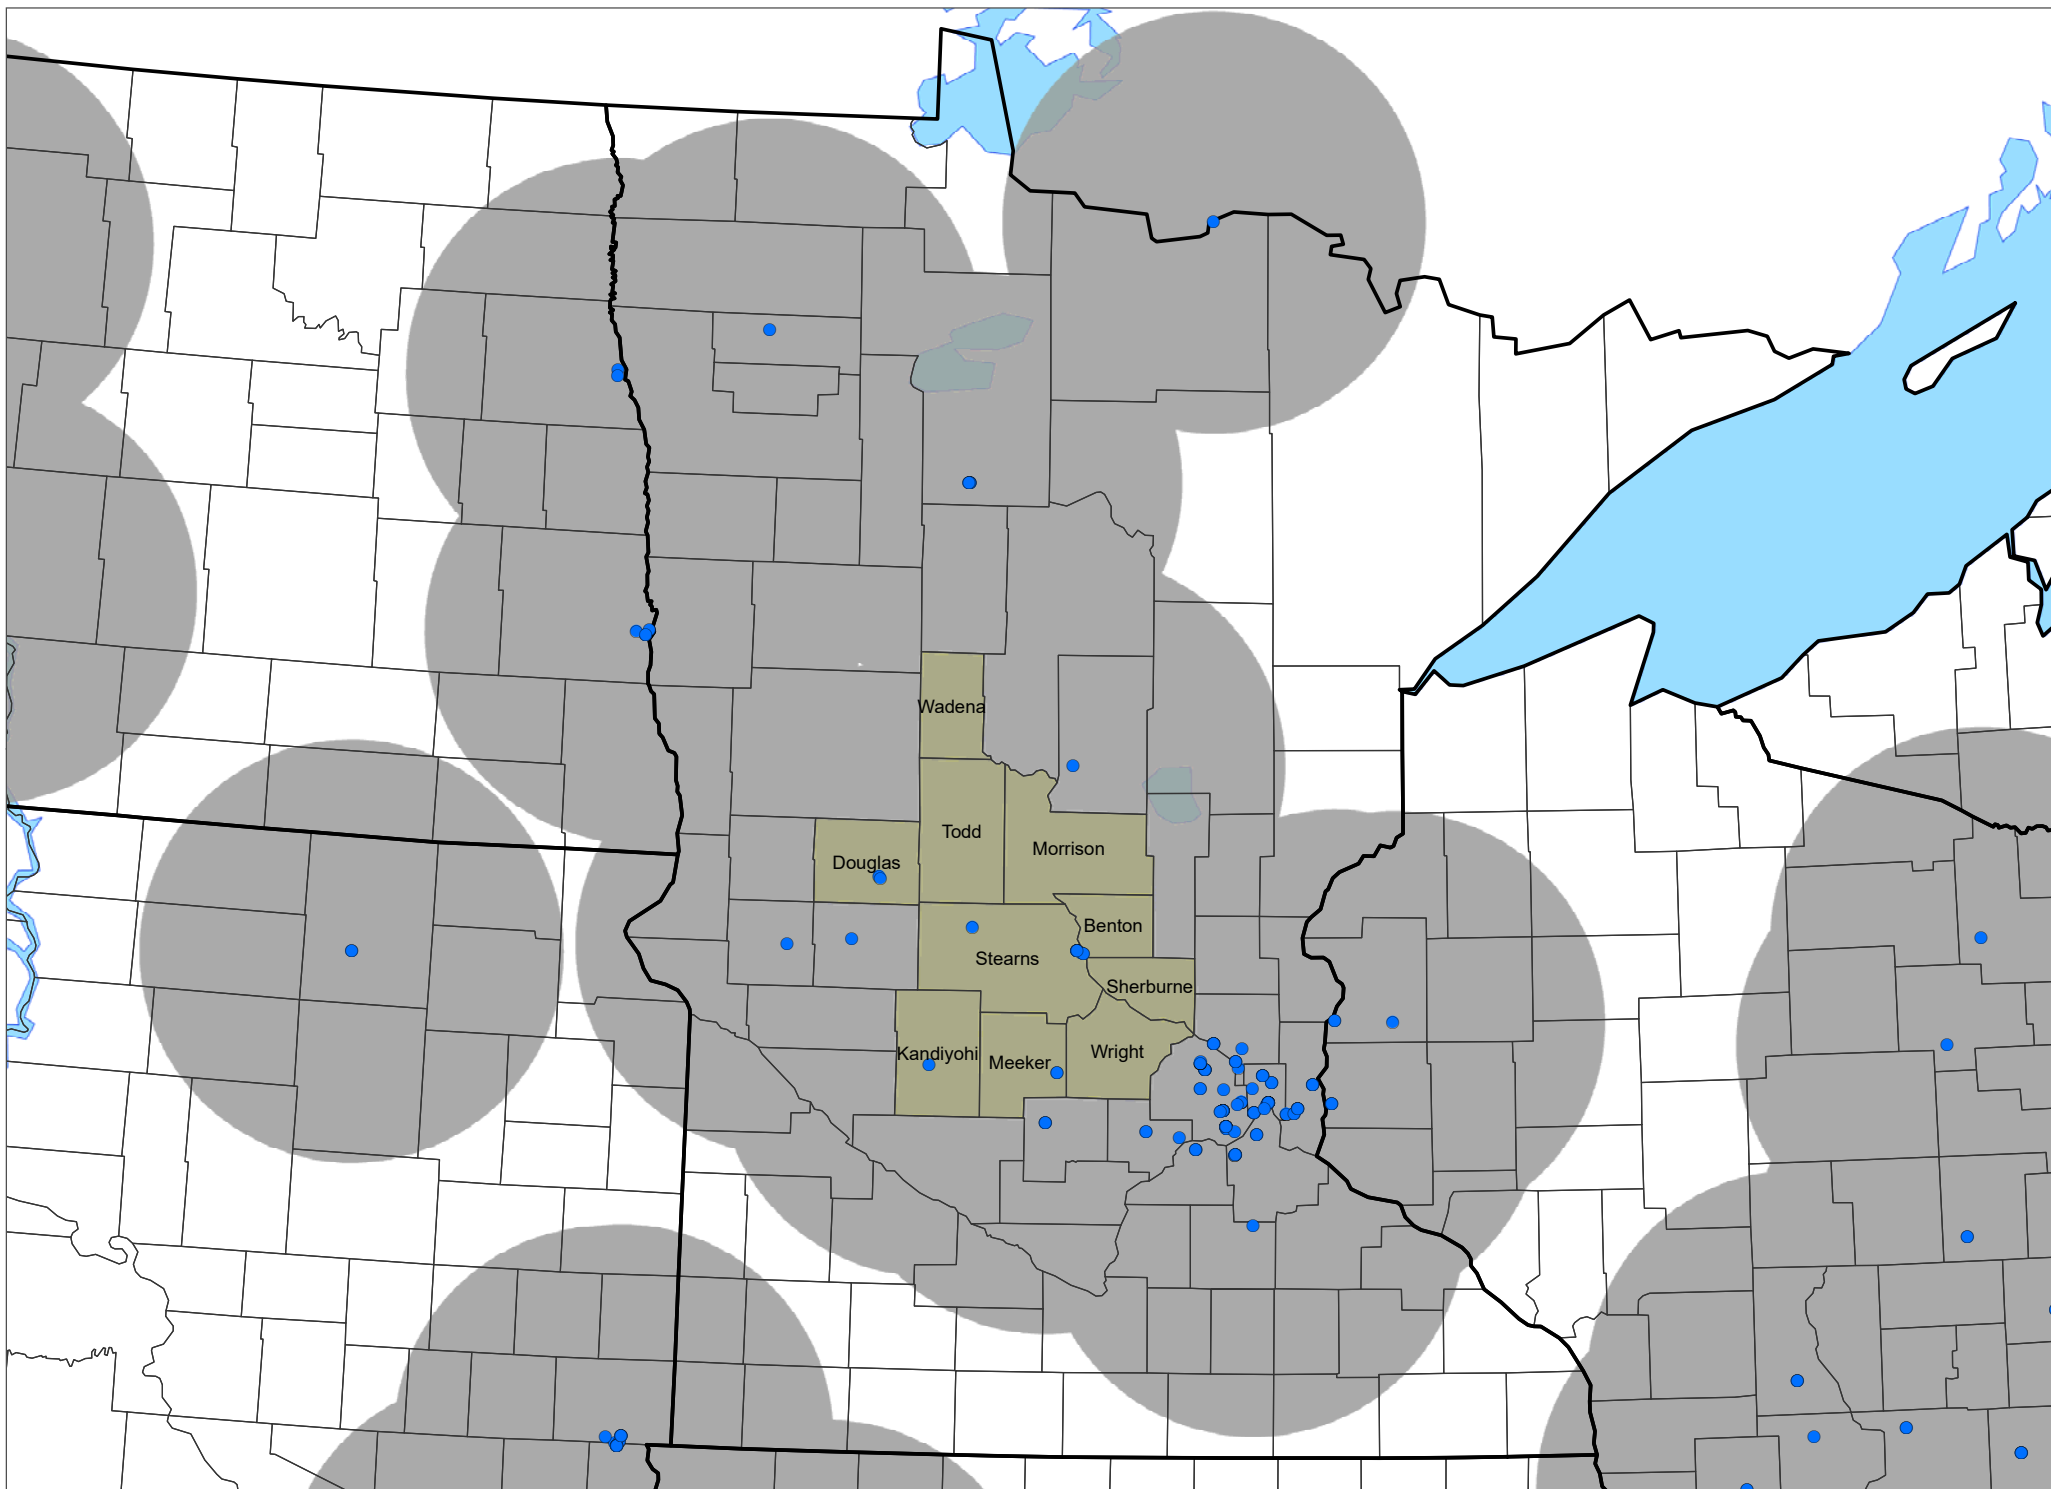 Wadena
Todd
Morrison
Douglas
Benton
Stearns
Sherburne
Kandiyohi
Meeker
Wright